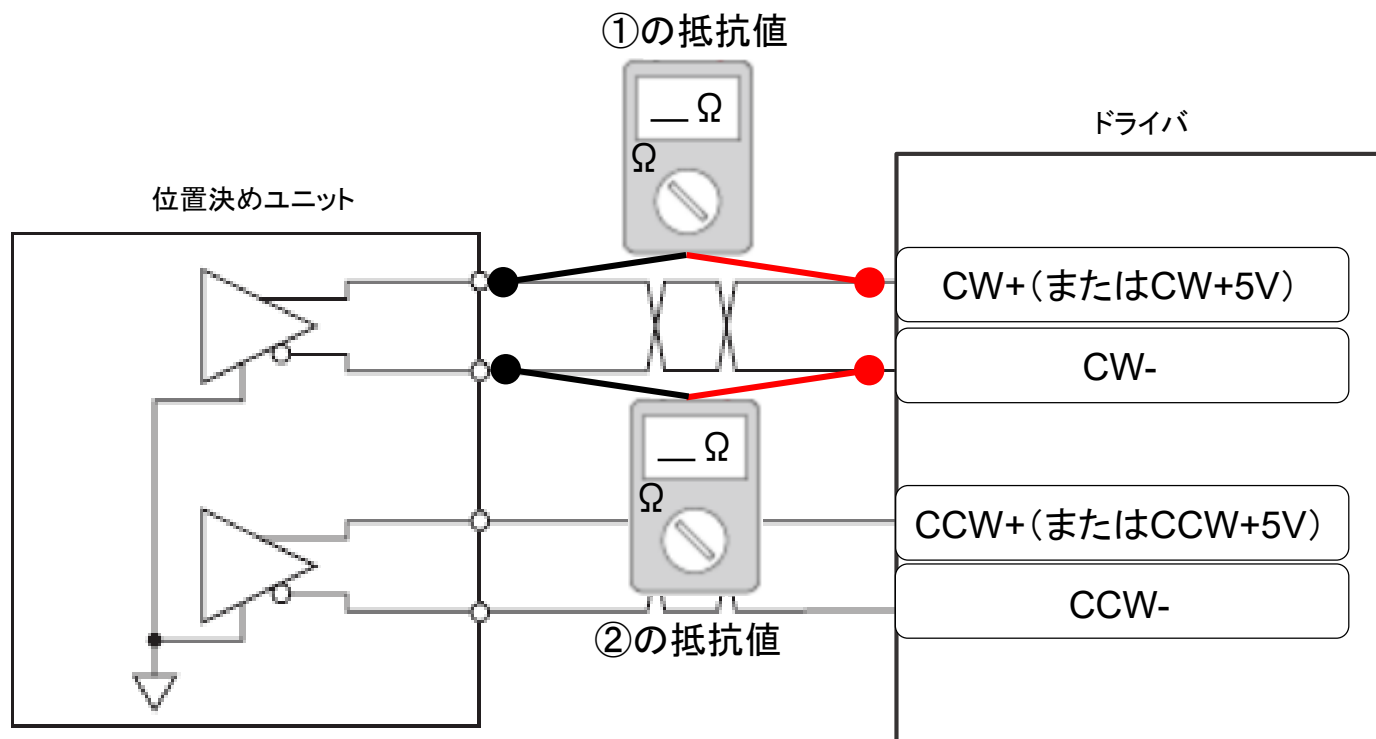 ①の抵抗値
__ Ω
Ω
ドライバ
位置決めユニット
CW+（またはCW+5V）
CW-
__ Ω
Ω
CCW+（またはCCW+5V）
CCW-
②の抵抗値